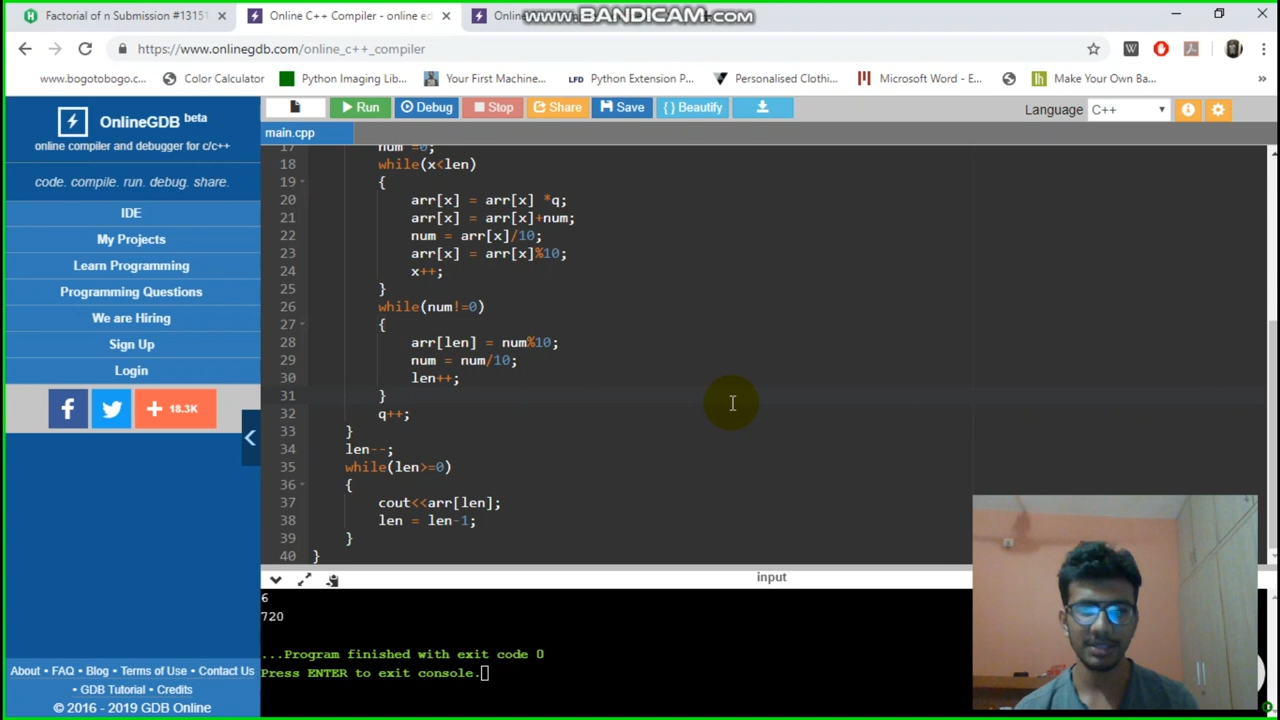 Factorial of n Submission #13151
Online C++ Compiler - online ed
Onlin
www.BANDICAM.com
https://www.onlinegdb.com/online_c++_compiler
www.bogotobogo.c...
Color Calculator
Python Imaging Lib...
Your First Machine...
LFD
Python Extension P...
Personalised Clothi...
Microsoft Word - E...
Make Your Own Ba...
OnlineGDB beta
online compiler and debugger for c/c++
code. compile. run. debug. share.
IDE
My Projects
Learn Programming
Programming Questions
We are Hiring
Sign Up
Login
+ 18.3K
About • FAQ • Blog • Terms of Use • Contact Us
• GDB Tutorial • Credits
© 2016 - 2019 GDB Online
Run
Debug
Stop
Share
Save
{ } Beautify
Language C++
main.cpp
17 num =0;
18 while(x<len)
19 {
20 arr[x] = arr[x] *q;
21 arr[x] = arr[x]+num;
22 num = arr[x]/10;
23 arr[x] = arr[x]%10;
24 x++;
25 }
26 while(num!=0)
27 {
28 arr[len] = num%10;
29 num = num/10;
30 len++;
31 }
32 q++;
33 }
34 len--;
35 while(len>=0)
36 {
37 cout<<arr[len];
38 len = len-1;
39 }
40 }
input
6
720
...Program finished with exit code 0
Press ENTER to exit console.